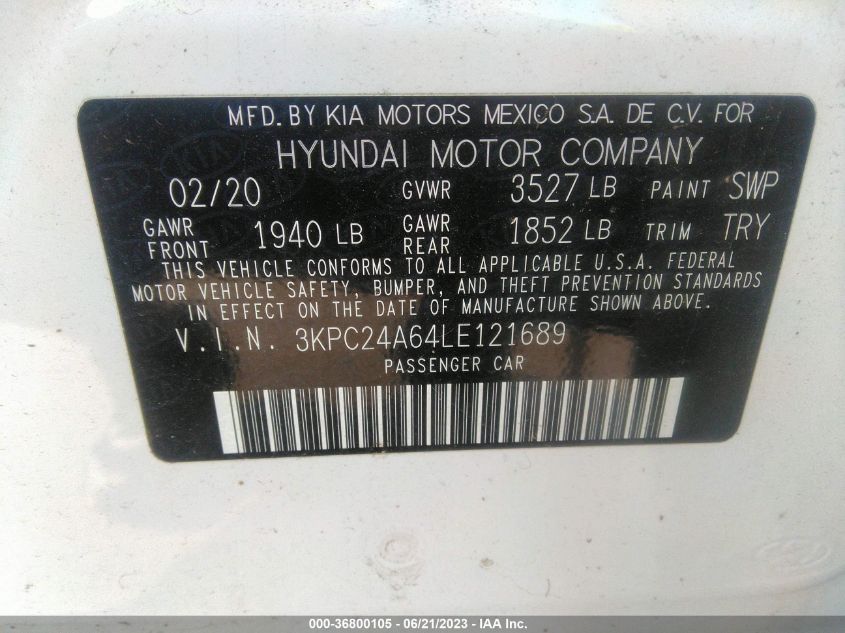 MFD. BY KIA MOTORS MEXICO S.A. DE C.V. FOR
HYUNDAI MOTOR COMPANY
02/20 GVWR 3527 LB PAINT SWP
GAWR FRONT 1940 LB GAWR REAR 1852 LB TRIM TRY
THIS VEHICLE CONFORMS TO ALL APPLICABLE U.S.A. FEDERAL
MOTOR VEHICLE SAFETY, BUMPER, AND THEFT PREVENTION STANDARDS
IN EFFECT ON THE DATE OF MANUFACTURE SHOWN ABOVE.
V.I.N. 3KPC24A64LE121689
PASSENGER CAR
000-36800105 - 06/21/2023 - IAA Inc.